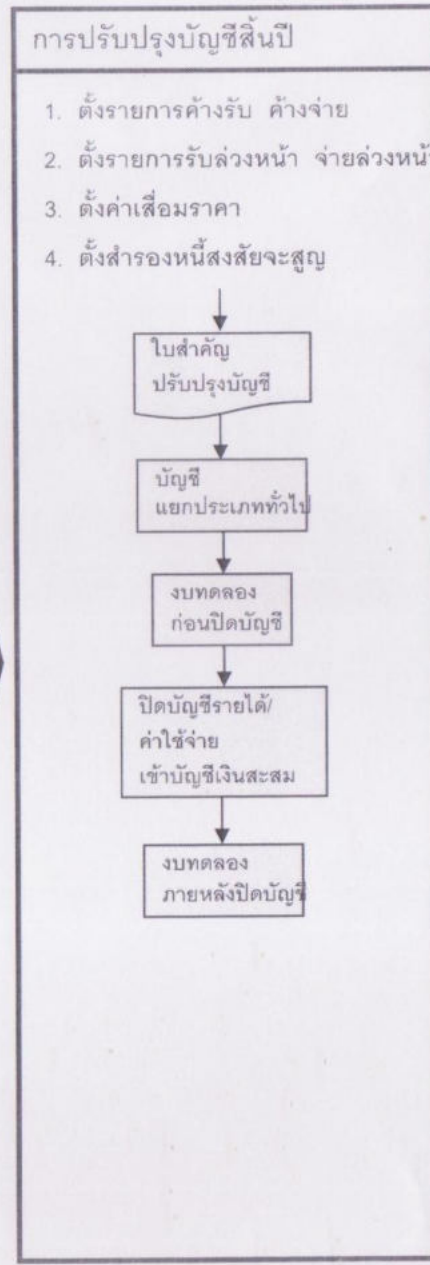 การปรับปรุงบัญชีสิ้นปี
1. ตั้งรายการค้างรับ ค้างจ่าย
2. ตั้งรายการรับล่วงหน้า จ่ายล่วงหน้า
3. ตั้งค่าเสื่อมราคา
4. ตั้งสำรองหนี้สงสัยจะสูญ
ใบสำคัญ
ปรับปรุงบัญชี
บัญชี
แยกประเภททั่วไป
งบทดลอง
ก่อนปิดบัญชี
ปิดบัญชีรายได้/
ค่าใช้จ่าย
เข้าบัญชีเงินสะสม
งบทดลอง
ภายหลังปิดบัญชี